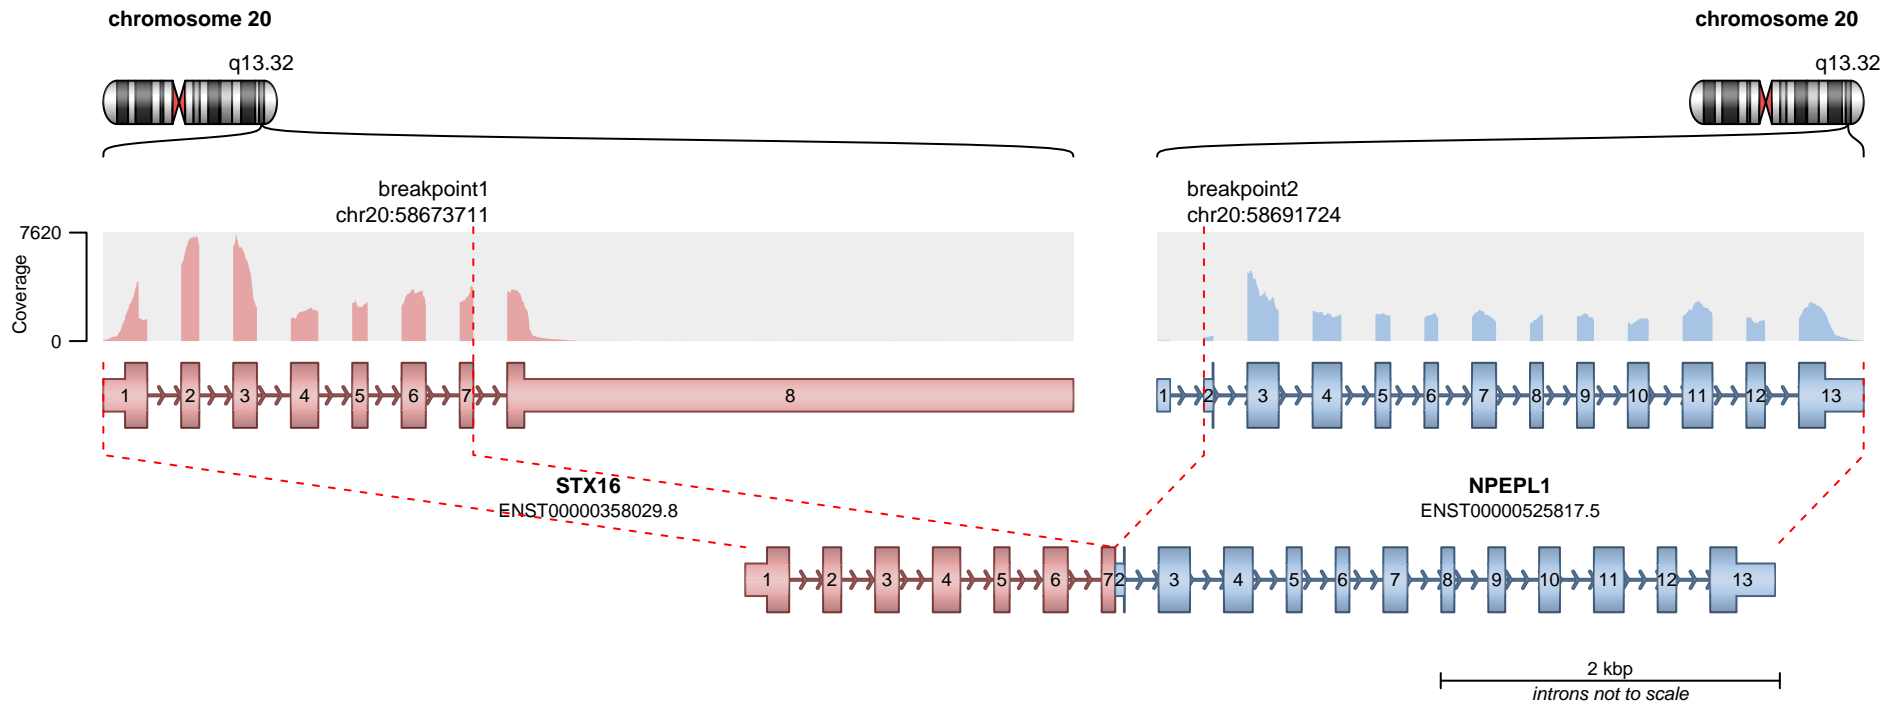 chromosome 20
chromosome 20
q13.32
q13.32
breakpoint1
chr20:58673711
breakpoint2
chr20:58691724
7620
Coverage
0
1 2 3 4 5 6 7 8
1 2 3 4 5 6 7 8 9 10 11 12 13
STX16
ENST00000358029.8
NPEPL1
ENST00000525817.5
1 2 3 4 5 6 7 2 3 4 5 6 7 8 9 10 11 12 13
2 kbp
introns not to scale